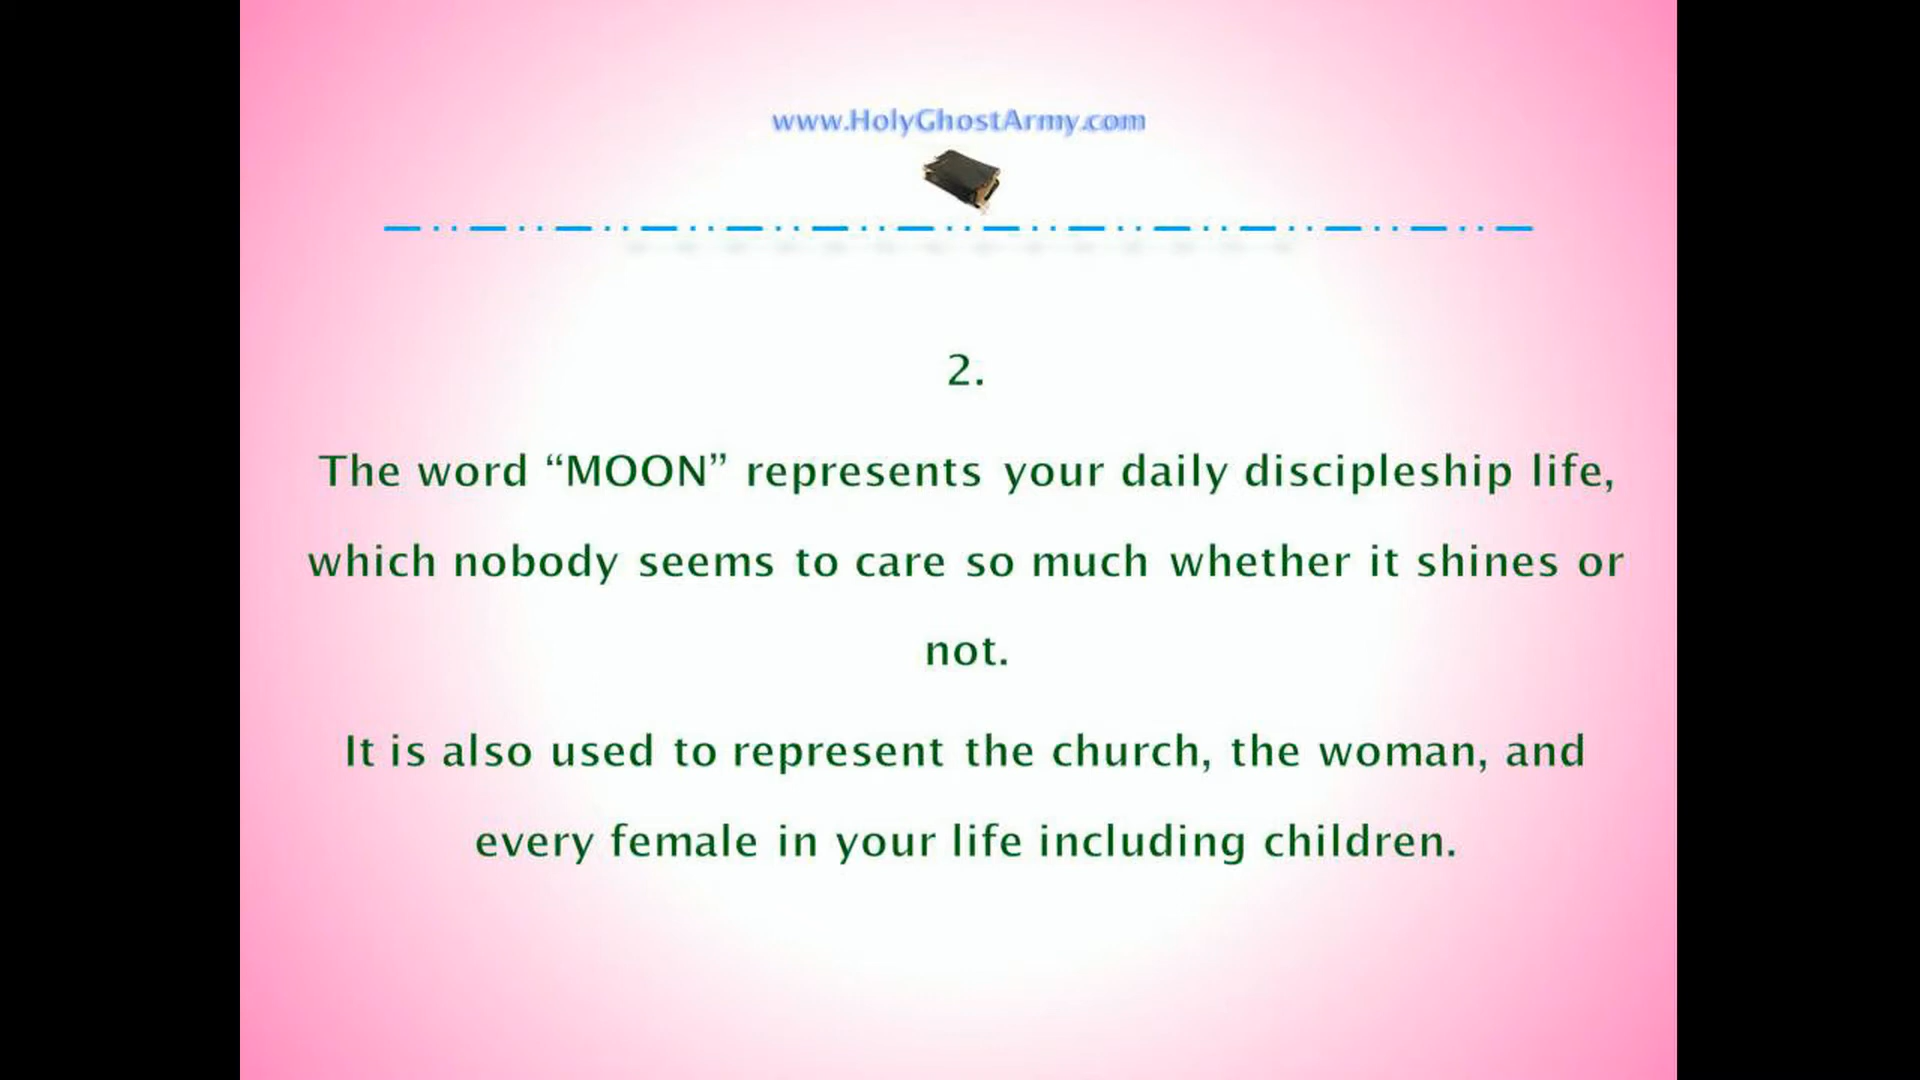 www.HolyGhostArmy.com
2.
The word “MOON” represents your daily discipleship life,
which nobody seems to care so much whether it shines or
not.
It is also used to represent the church, the woman, and
every female in your life including children.